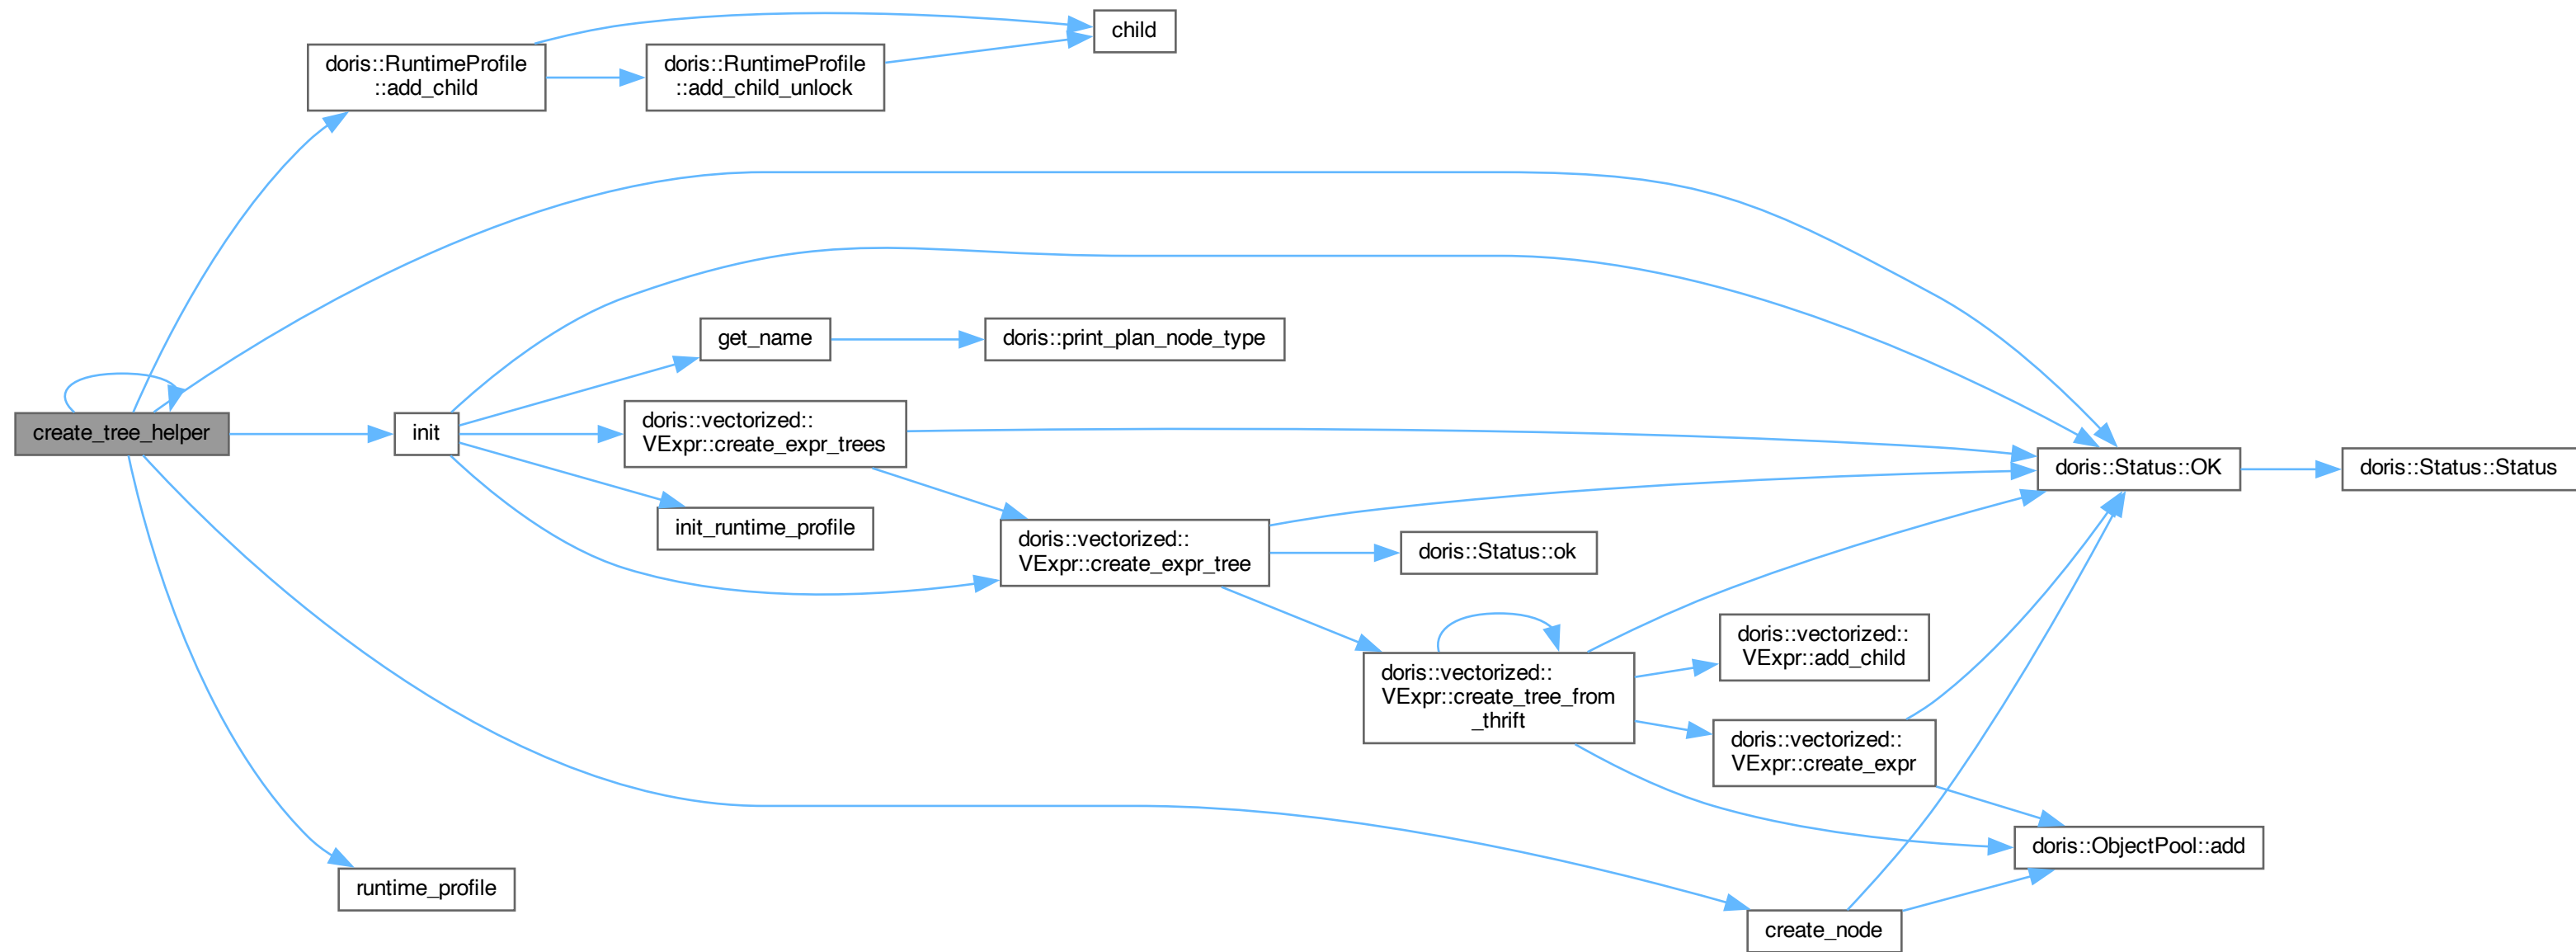 child
doris::RuntimeProfile
::add_child
doris::RuntimeProfile
::add_child_unlock
get_name
doris::print_plan_node_type
create_tree_helper
init
doris::vectorized::
VExpr::create_expr_trees
doris::Status::OK
doris::Status::Status
init_runtime_profile
doris::vectorized::
VExpr::create_expr_tree
doris::Status::ok
doris::vectorized::
VExpr::create_tree_from
_thrift
doris::vectorized::
VExpr::add_child
doris::vectorized::
VExpr::create_expr
doris::ObjectPool::add
runtime_profile
create_node